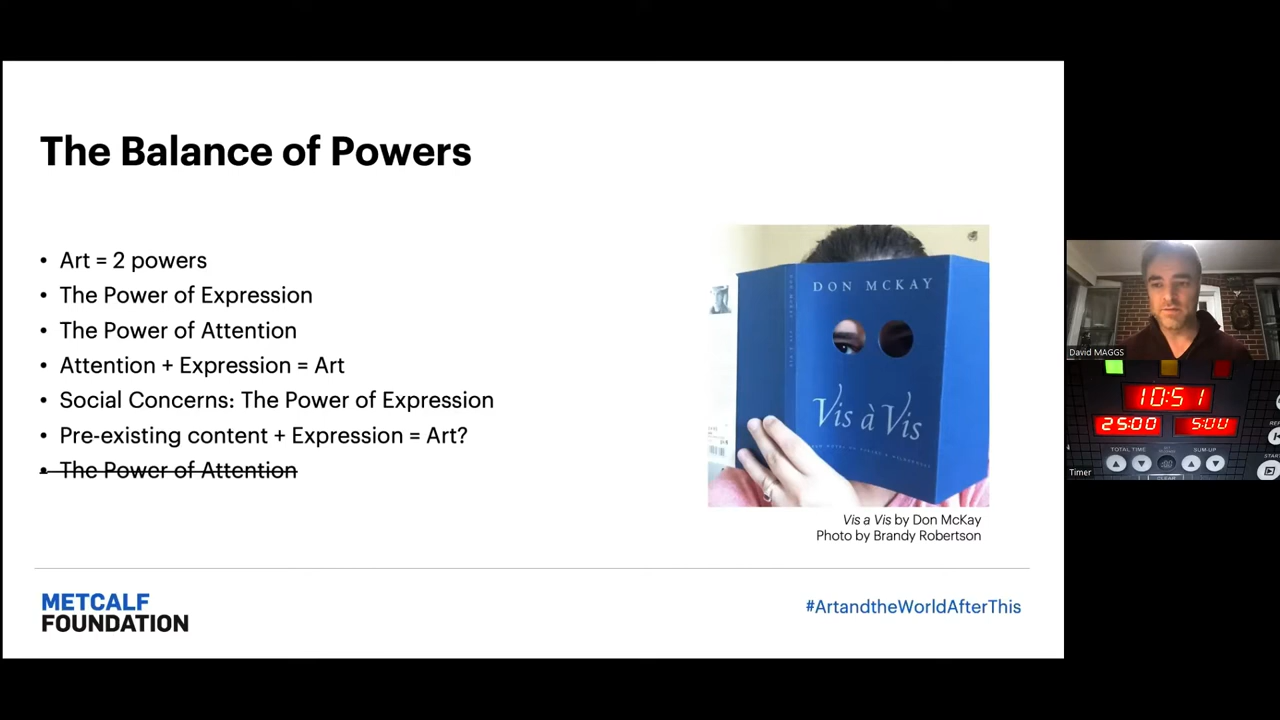 The Balance of Powers
• Art = 2 powers
• The Power of Expression
• The Power of Attention
• Attention + Expression = Art
• Social Concerns: The Power of Expression
• Pre-existing content + Expression = Art?
• The Power of Attention
DON MCKAY
Vis à Vis
Vis a Vis by Don McKay
Photo by Brandy Robertson
METCALF
FOUNDATION
#ArtandtheWorldAfterThis
David MAGGS
10:51
25:00 5:00
TOTAL TIME
SUM-UP
CLEAR
Timer